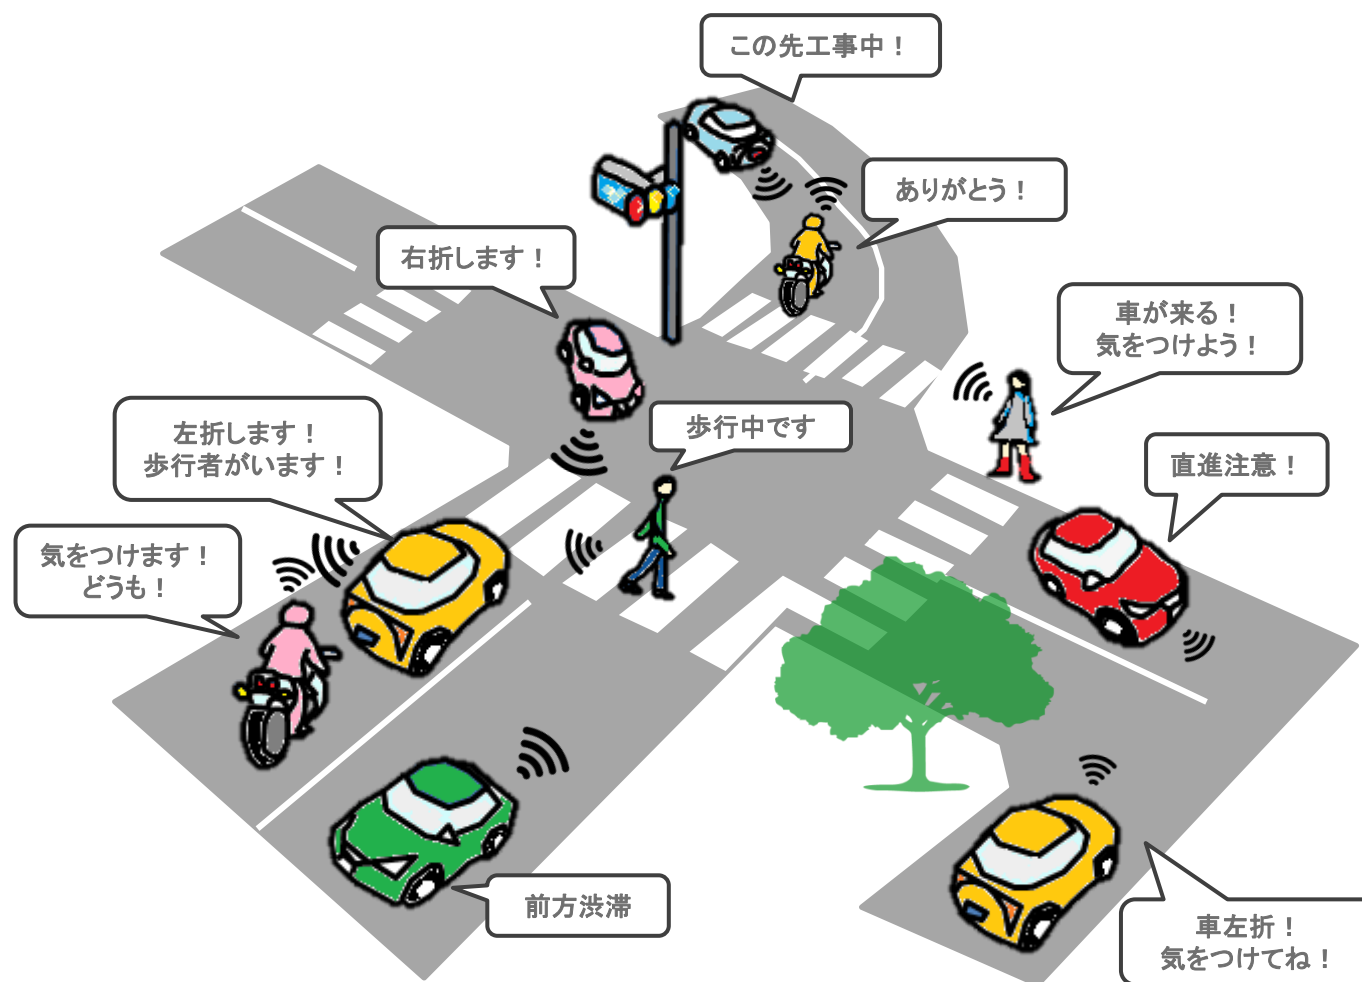 この先工事中！
ありがとう！
右折します！
車が来る！
気をつけよう！
左折します！
歩行者がいます！
歩行中です
直進注意！
気をつけます！
どうも！
前方渋滞
車左折！
気をつけてね！